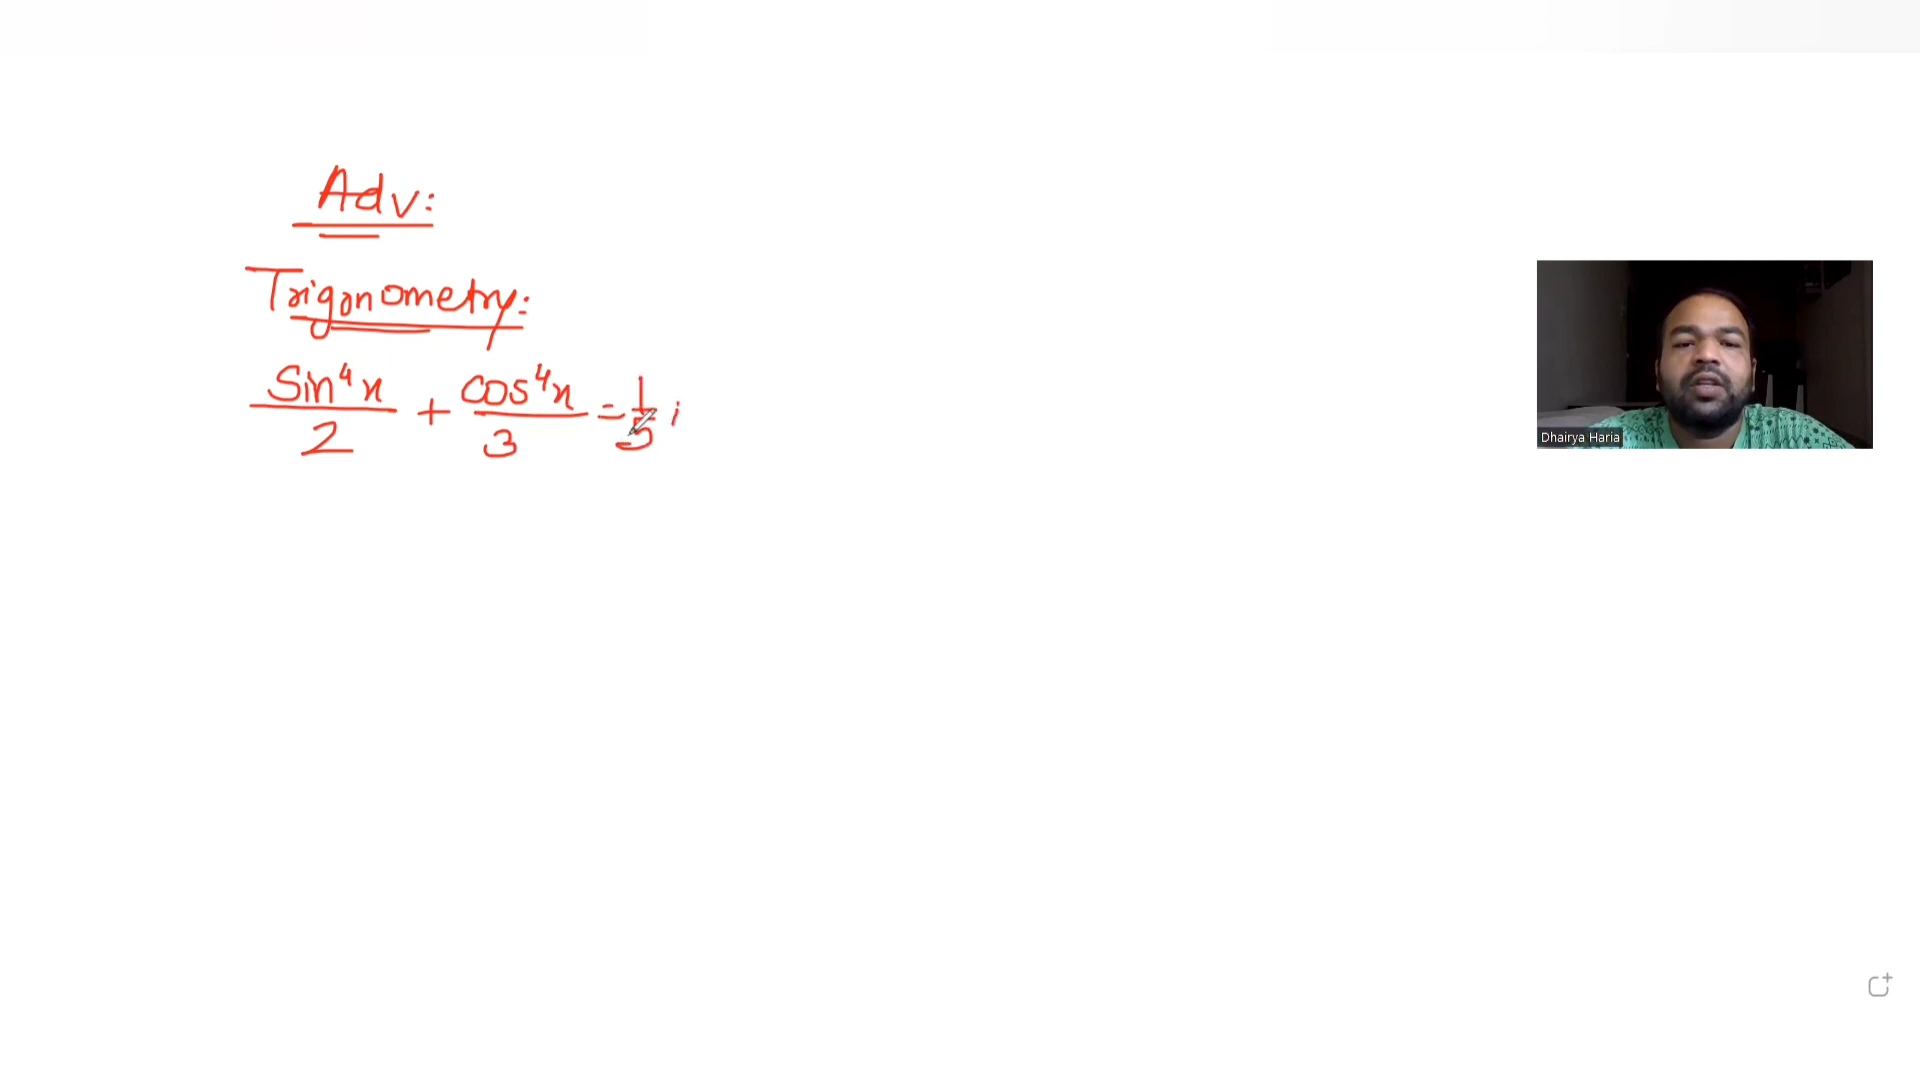 Adv:
Trigonometry:
Sin⁴x/2 + cos⁴x/3 = 1/5 ;
Dhairya Haria